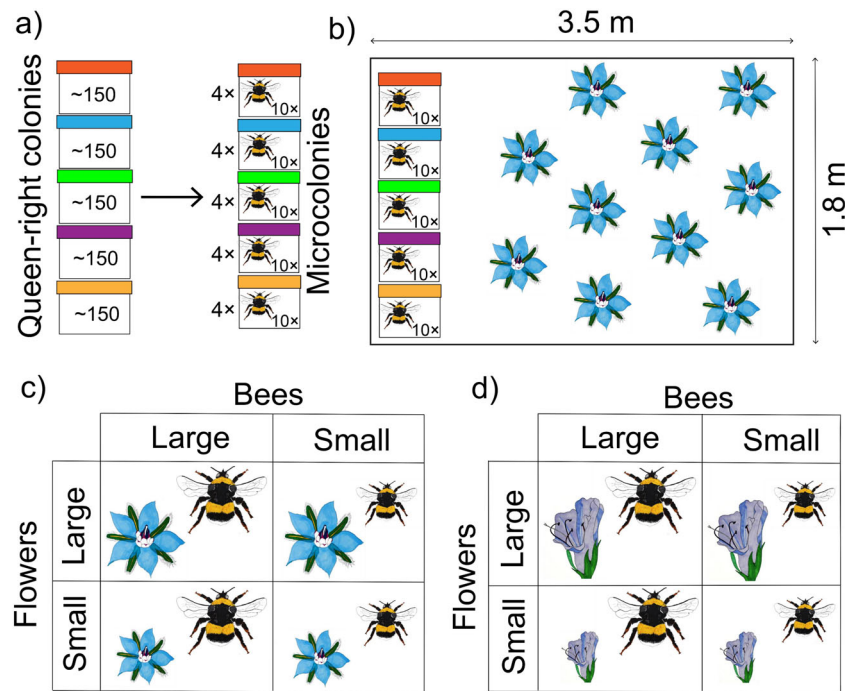 a)
Queen-right colonies
~150
~150
~150
~150
~150
4× 10×
4× 10×
4× 10×
4× 10×
4× 10×
Microcolonies
b)
3.5 m
10×
10×
10×
10×
10×
1.8 m
c)
Bees
Large Small
Flowers
Large
Small
d)
Bees
Large Small
Flowers
Large
Small